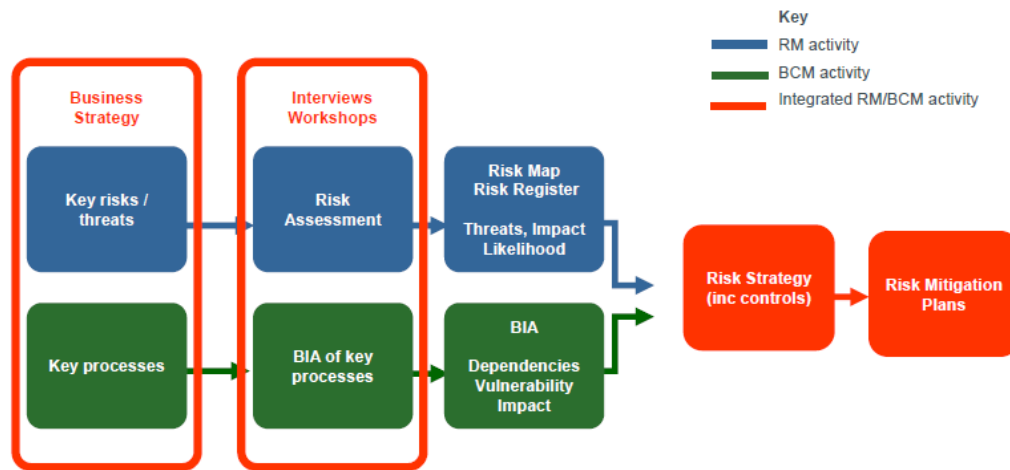 Key
RM activity
BCM activity
Integrated RM/BCM activity
Business
Strategy
Interviews
Workshops
Key risks /
threats
Risk
Assessment
Risk Map
Risk Register
Threats, Impact
Likelihood
Key processes
BIA of key
processes
BIA
Dependencies
Vulnerability
Impact
Risk Strategy
(inc controls)
Risk Mitigation
Plans